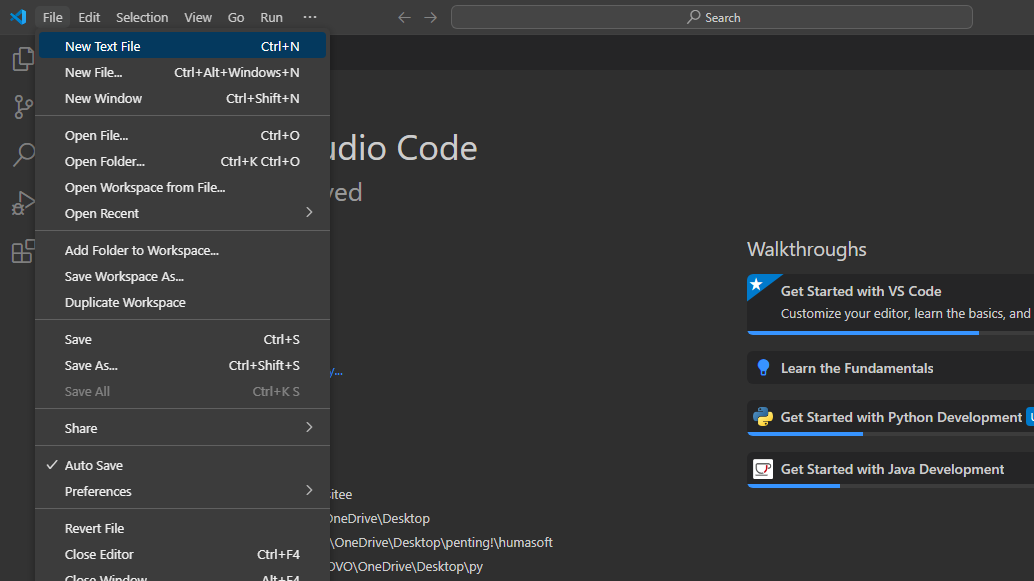 File Edit Selection View Go Run ···
Search
New Text File Ctrl+N
New File... Ctrl+Alt+Windows+N
New Window Ctrl+Shift+N
Open File... Ctrl+O
Open Folder... Ctrl+K Ctrl+O
Open Workspace from File...
Open Recent
Add Folder to Workspace...
Save Workspace As...
Duplicate Workspace
Save Ctrl+S
Save As... Ctrl+Shift+S
Save All Ctrl+K S
Share
Auto Save
Preferences
Revert File
Close Editor Ctrl+F4
Close Window Alt+F4
udio Code
ved
y...
sitee
OneDrive\Desktop
\OneDrive\Desktop\penting!\humasoft
OVO\OneDrive\Desktop\py
Walkthroughs
Get Started with VS Code
Customize your editor, learn the basics, and
Learn the Fundamentals
Get Started with Python Development
Get Started with Java Development